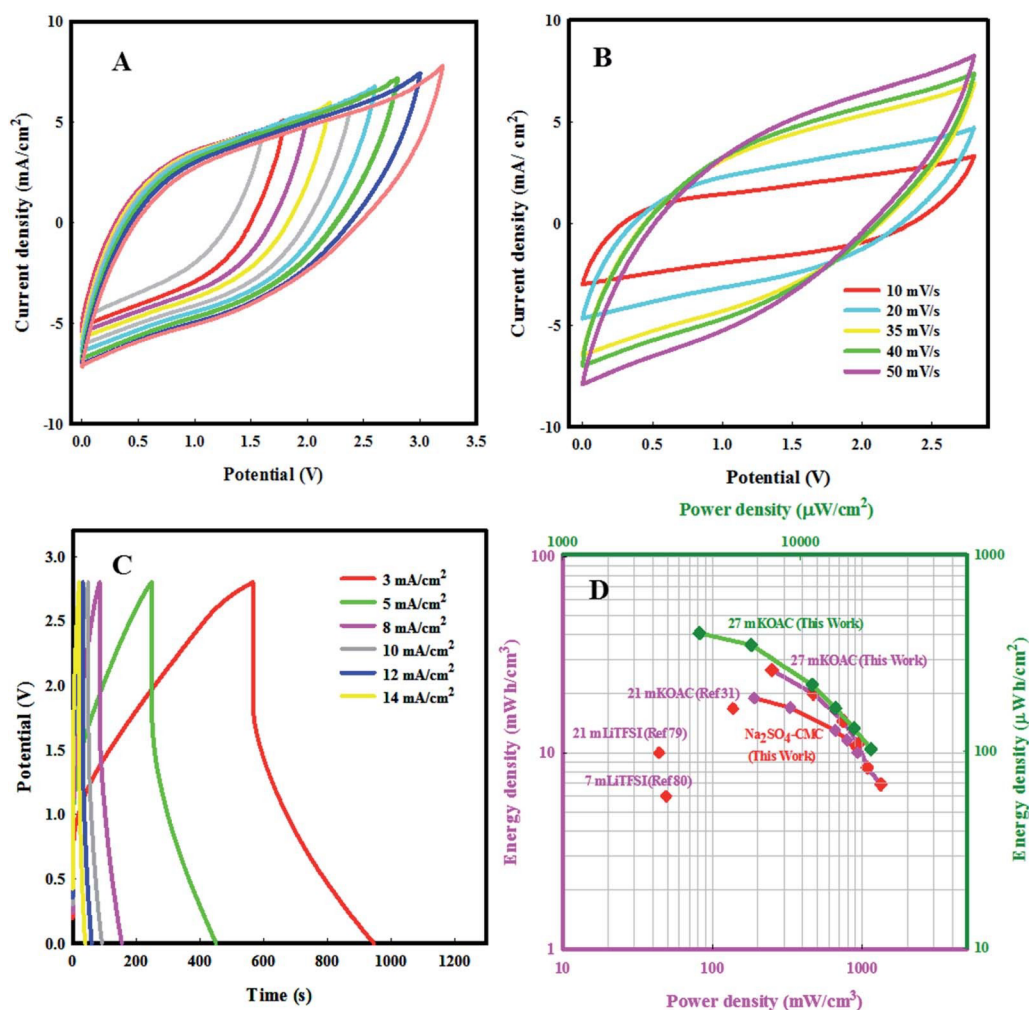 A
Current density (mA/cm²)
10
5
0
-5
-10
0.0 0.5 1.0 1.5 2.0 2.5 3.0 3.5
Potential (V)
B
Current density (mA/ cm²)
10
5
0
-5
-10
10 mV/s
20 mV/s
35 mV/s
40 mV/s
50 mV/s
0.0 0.5 1.0 1.5 2.0 2.5
Potential (V)
C
Potential (V)
3.0
2.5
2.0
1.5
1.0
0.5
0.0
3 mA/cm²
5 mA/cm²
8 mA/cm²
10 mA/cm²
12 mA/cm²
14 mA/cm²
0 200 400 600 800 1000 1200
Time (s)
Power density (µW/cm²)
1000 10000
D
Energy density (mWh/cm³)
100
10
1
27 mKOAC (This Work)
27 mKOAC (This Work)
21 mKOAC (Ref 31)
21 mLiTFSI (Ref 79)
Na₂SO₄-CMC
(This Work)
7 mLiTFSI (Ref 80)
1000
100
10
Energy density (µWh/cm²)
10 100 1000
Power density (mW/cm³)